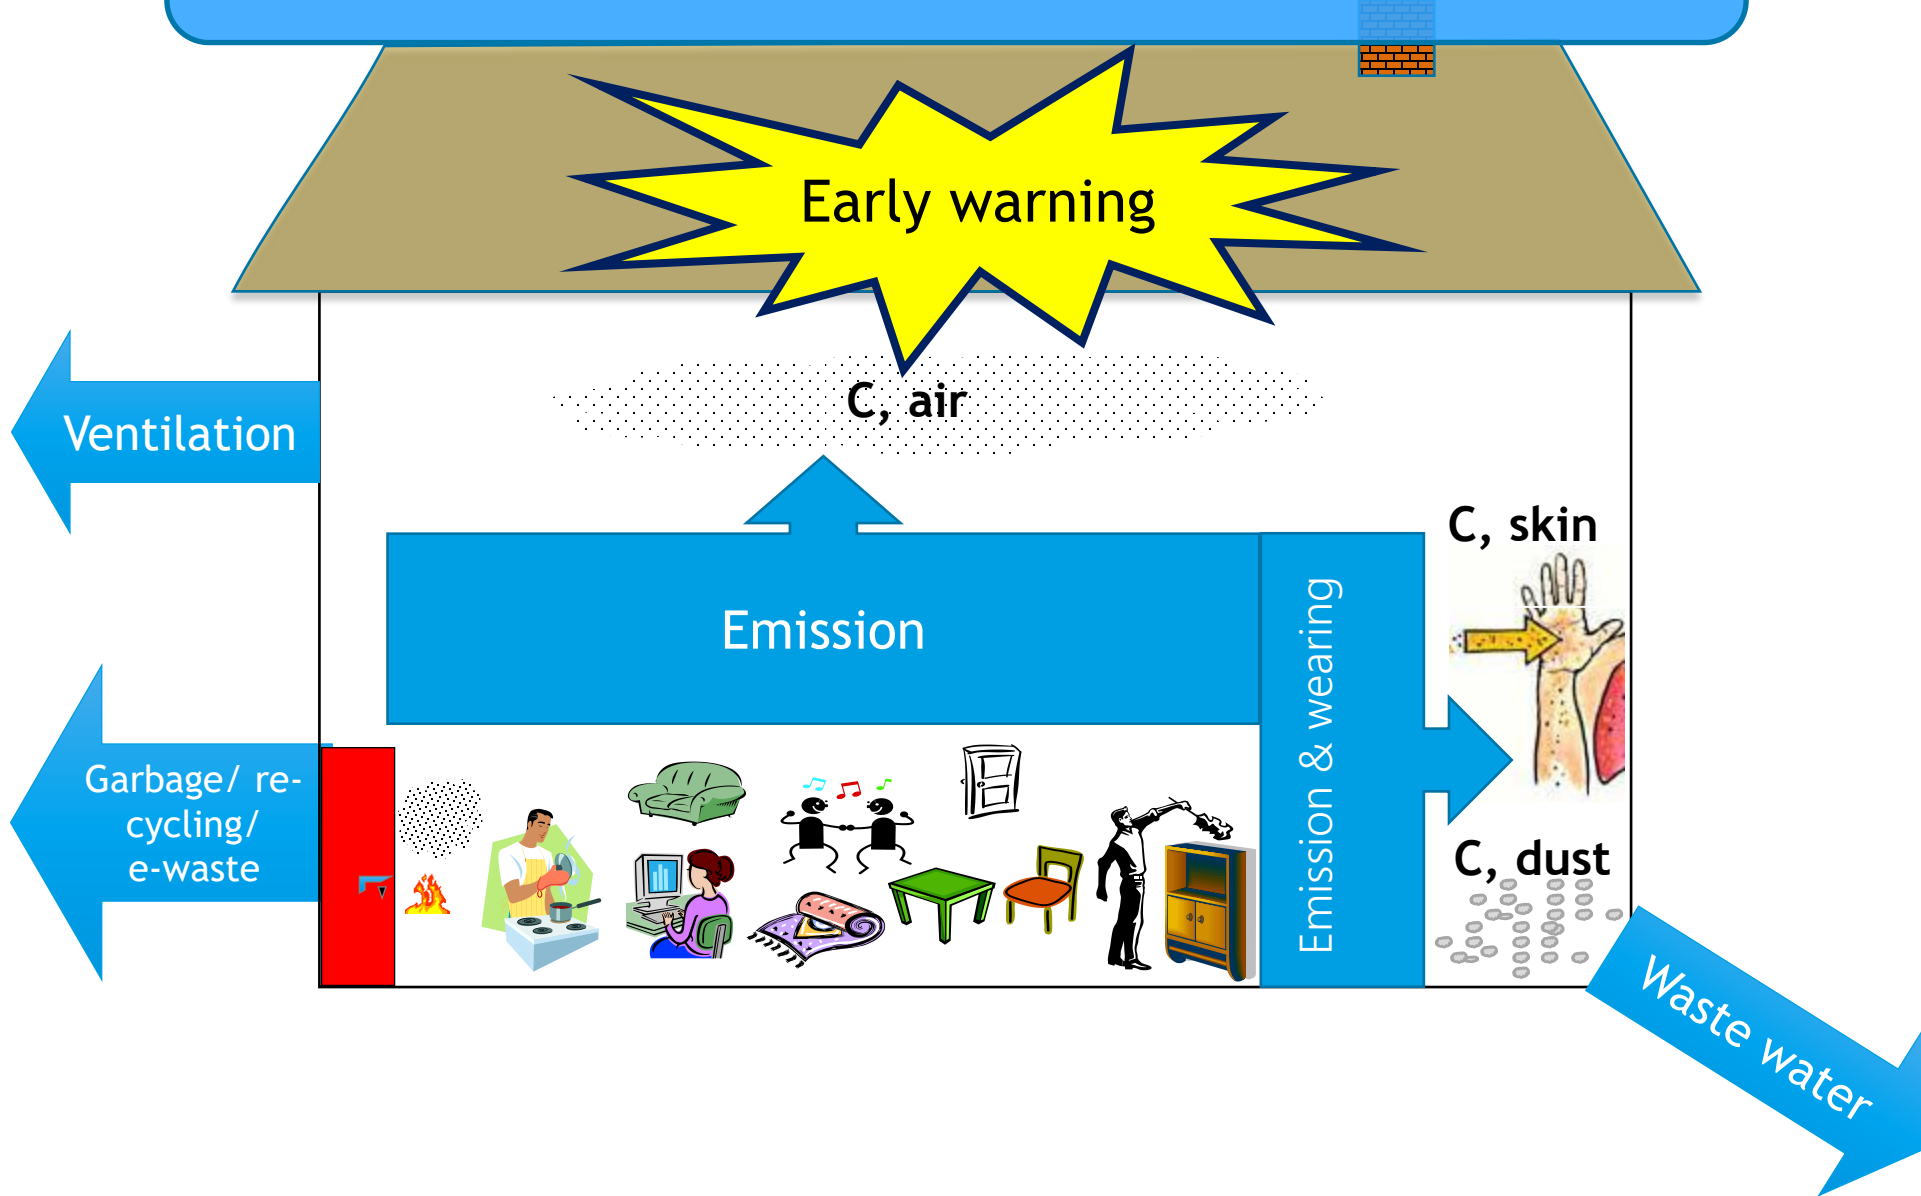 Early warning
C, air
Ventilation
C, skin
Emission
Emission & wearing
Garbage/ re-
cycling/
e-waste
C, dust
Waste water